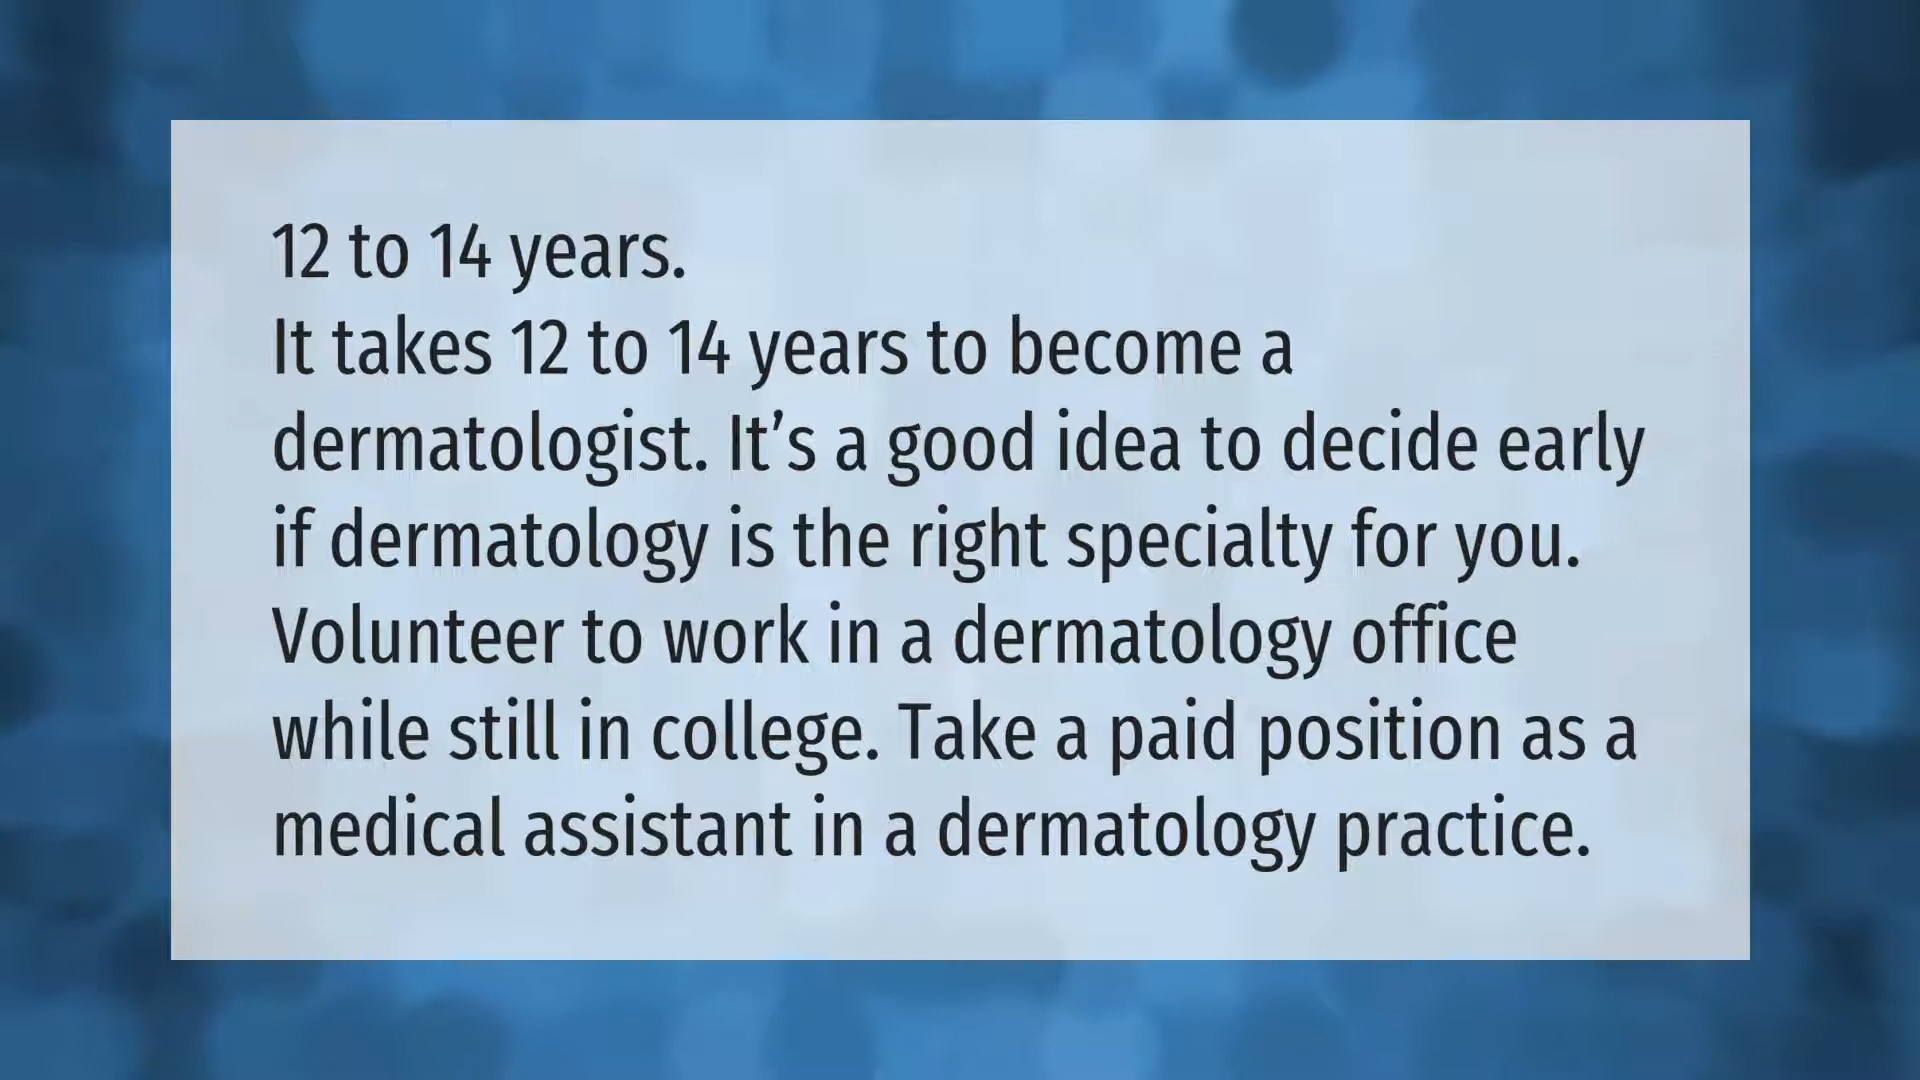 12 to 14 years.
It takes 12 to 14 years to become a
dermatologist. It’s a good idea to decide early
if dermatology is the right specialty for you.
Volunteer to work in a dermatology office
while still in college. Take a paid position as a
medical assistant in a dermatology practice.